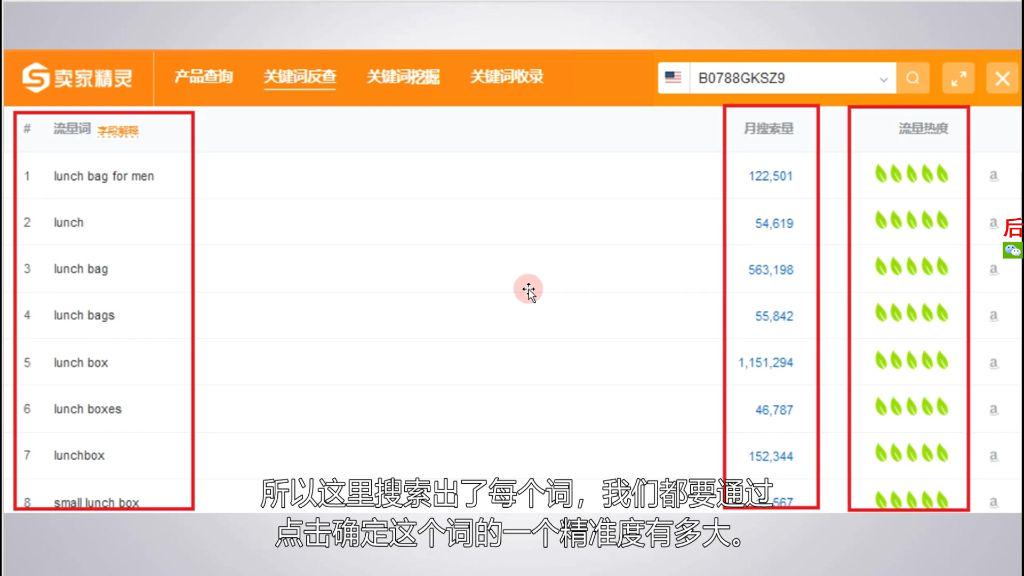 卖家精灵 产品查询 关键词反查 关键词挖掘 关键词收录 B0788GKSZ9
# 流量词 字段解释 月搜索量 流量热度
1 lunch bag for men 122,501 a
2 lunch 54,619 a
后
3 lunch bag 563,198 a
4 lunch bags 55,842 a
5 lunch box 1,151,294 a
6 lunch boxes 46,787 a
7 lunchbox 152,344 a
8 small lunch box 567 a
所以这里搜索出了每个词，我们都要通过
点击确定这个词的一个精准度有多大。